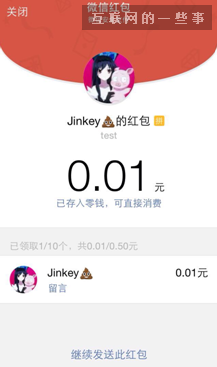 关闭
微信红包
互联网的一些事
Jinkey💩的红包 拼
test
0.01 元
已存入零钱，可直接消费
已领取1/10个，共0.01/0.50元
Jinkey💩 0.01元
留言
继续发送此红包